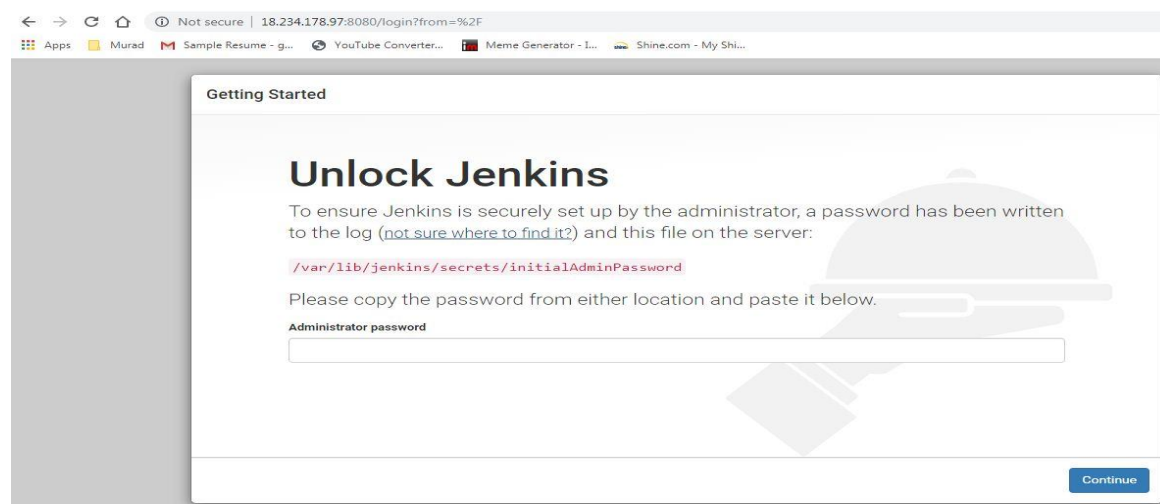 Not secure | 18.234.178.97:8080/login?from=%2F
Apps Murad Sample Resume - g... YouTube Converter... Meme Generator - I... Shine.com - My Shi...
Getting Started
Unlock Jenkins
To ensure Jenkins is securely set up by the administrator, a password has been written
to the log (not sure where to find it?) and this file on the server:
/var/lib/jenkins/secrets/initialAdminPassword
Please copy the password from either location and paste it below.
Administrator password
Continue